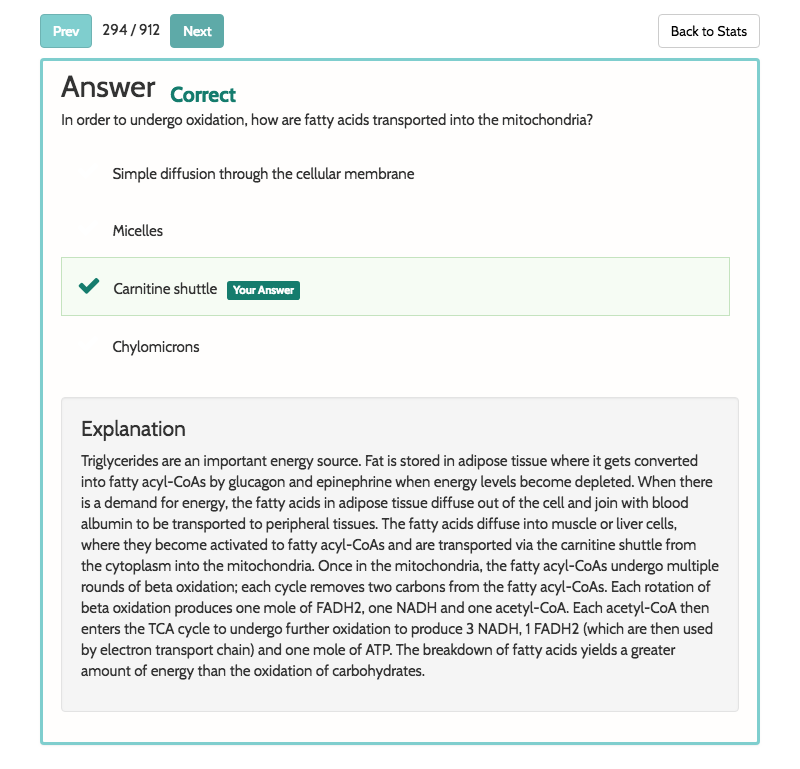 Prev 294 / 912 Next Back to Stats
Answer Correct
In order to undergo oxidation, how are fatty acids transported into the mitochondria?
Simple diffusion through the cellular membrane
Micelles
Carnitine shuttle Your Answer
Chylomicrons
Explanation
Triglycerides are an important energy source. Fat is stored in adipose tissue where it gets converted
into fatty acyl-CoAs by glucagon and epinephrine when energy levels become depleted. When there
is a demand for energy, the fatty acids in adipose tissue diffuse out of the cell and join with blood
albumin to be transported to peripheral tissues. The fatty acids diffuse into muscle or liver cells,
where they become activated to fatty acyl-CoAs and are transported via the carnitine shuttle from
the cytoplasm into the mitochondria. Once in the mitochondria, the fatty acyl-CoAs undergo multiple
rounds of beta oxidation; each cycle removes two carbons from the fatty acyl-CoAs. Each rotation of
beta oxidation produces one mole of FADH2, one NADH and one acetyl-CoA. Each acetyl-CoA then
enters the TCA cycle to undergo further oxidation to produce 3 NADH, 1 FADH2 (which are then used
by electron transport chain) and one mole of ATP. The breakdown of fatty acids yields a greater
amount of energy than the oxidation of carbohydrates.